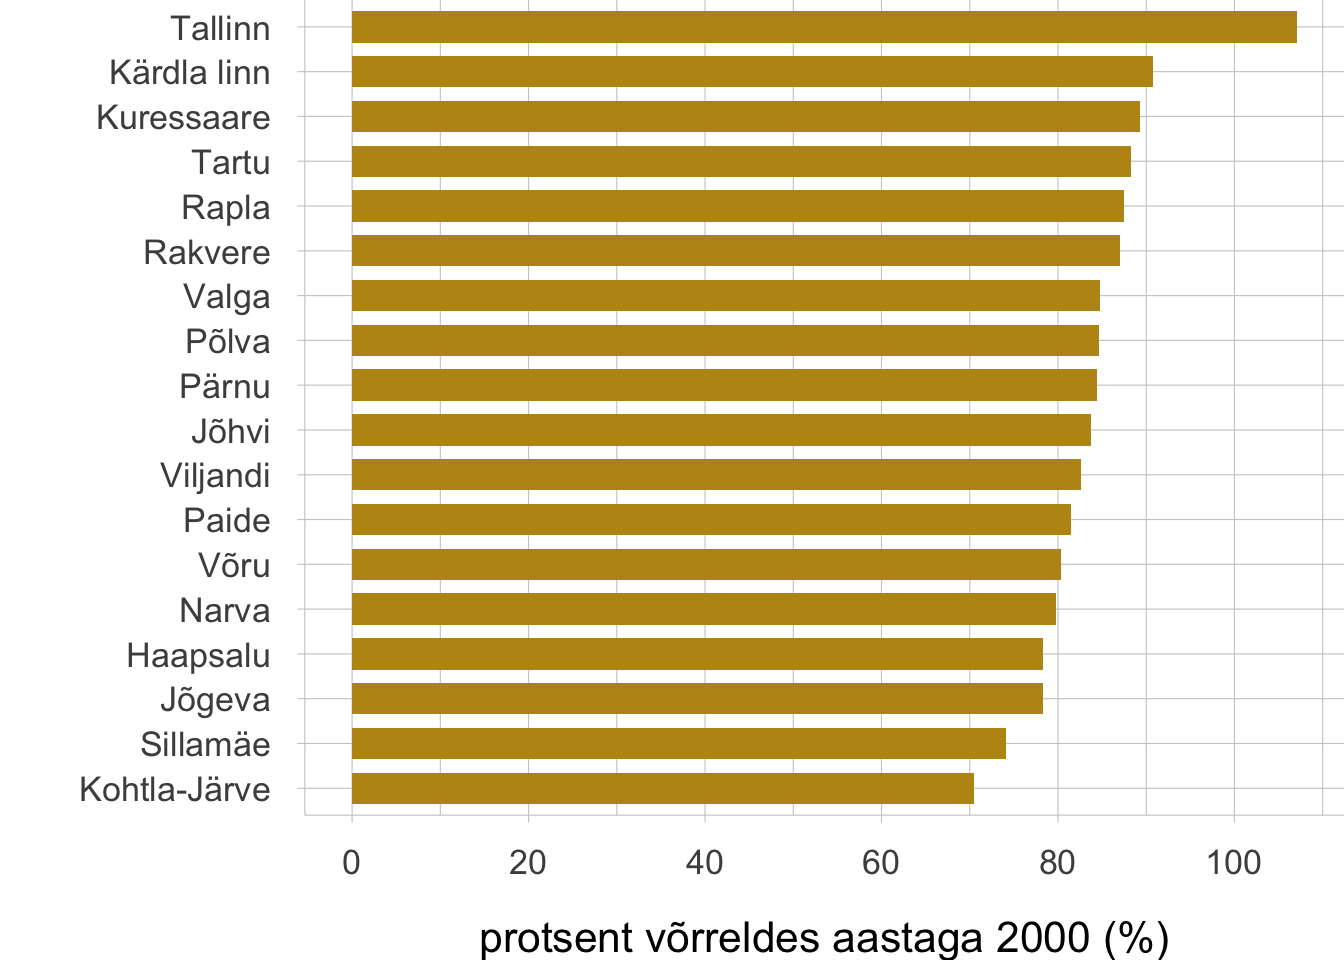 Tallinn
Kärdla linn
Kuressaare
Tartu
Rapla
Rakvere
Valga
Põlva
Pärnu
Jõhvi
Viljandi
Paide
Võru
Narva
Haapsalu
Jõgeva
Sillamäe
Kohtla-Järve
0 20 40 60 80 100
protsent võrreldes aastaga 2000 (%)